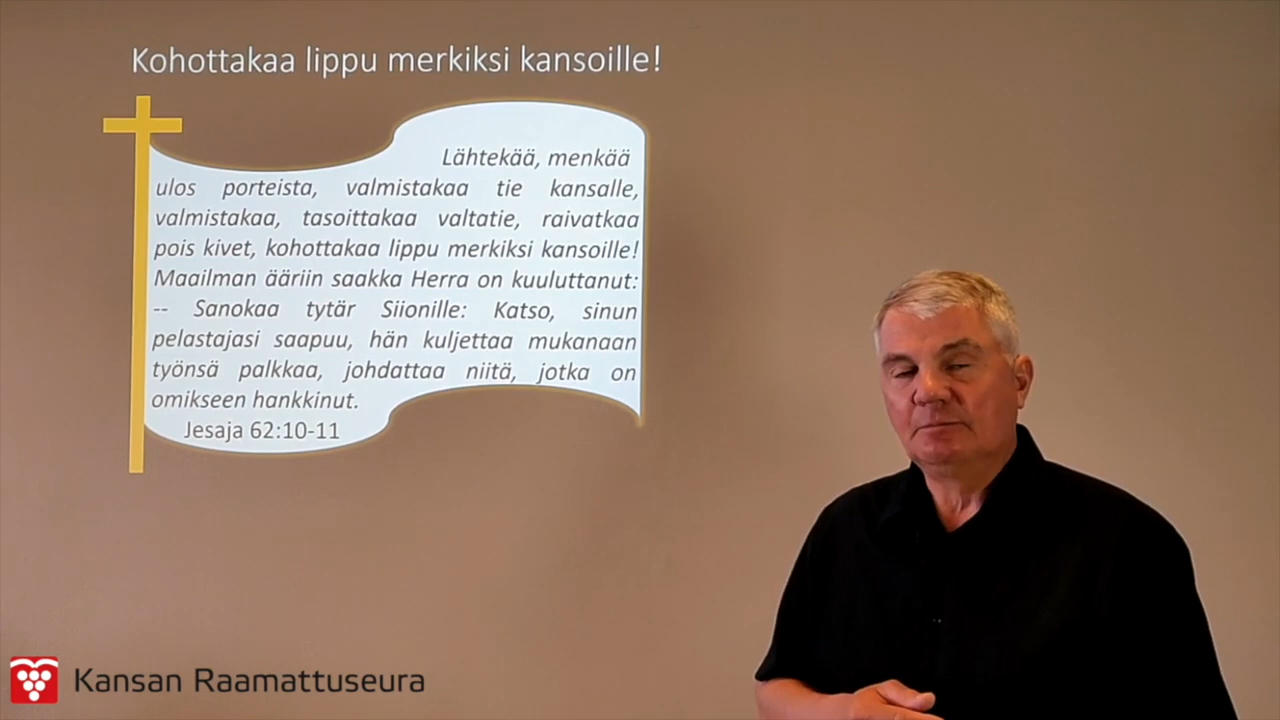 Kohottakaa lippu merkiksi kansoille!
Lähtekää, menkää
ulos porteista, valmistakaa tie kansalle,
valmistakaa, tasoittakaa valtatie, raivatkaa
pois kivet, kohottakaa lippu merkiksi kansoille!
Maailman ääriin saakka Herra on kuuluttanut:
-- Sanokaa tytär Siionille: Katso, sinun
pelastajasi saapuu, hän kuljettaa mukanaan
työnsä palkkaa, johdattaa niitä, jotka on
omikseen hankkinut.
Jesaja 62:10-11
Kansan Raamattuseura